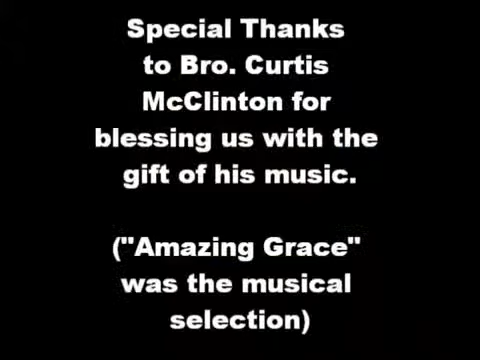 Special Thanks
to Bro. Curtis
McClinton for
blessing us with the
gift of his music.
("Amazing Grace"
was the musical
selection)